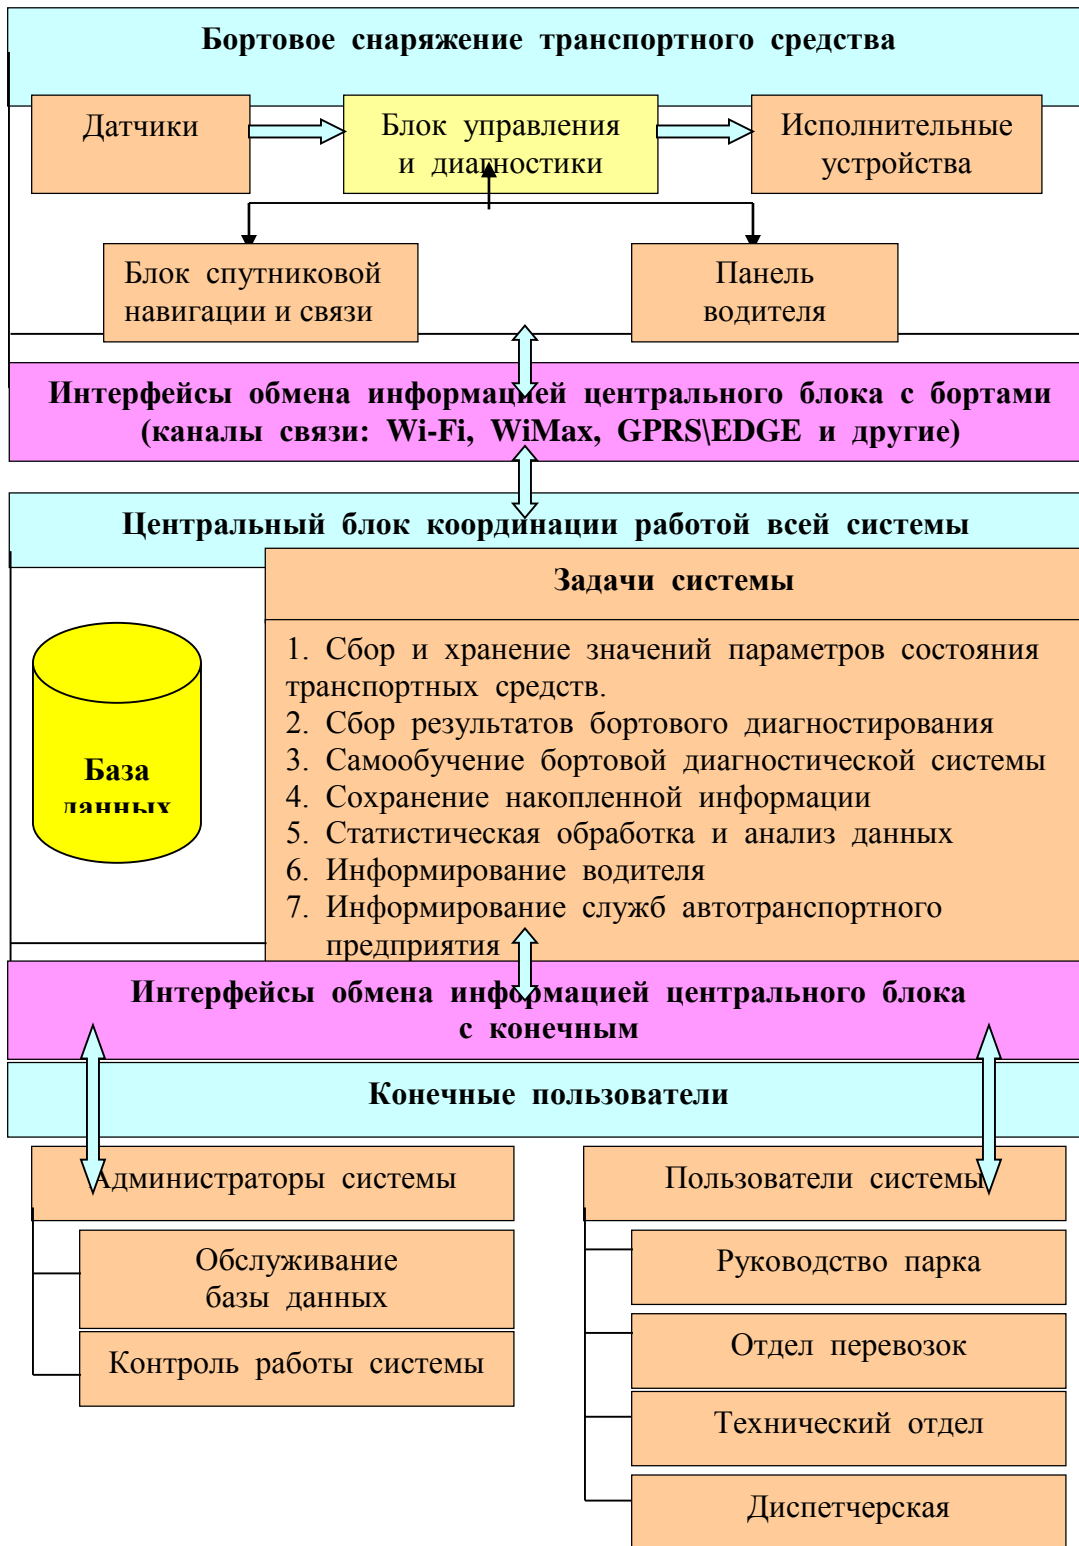 Бортовое снаряжение транспортного средства
Датчики
Блок управления
и диагностики
Исполнительные
устройства
Блок спутниковой
навигации и связи
Панель
водителя
Интерфейсы обмена информацией центрального блока с бортами
(каналы связи: Wi-Fi, WiMax, GPRS\EDGE и другие)
Центральный блок координации работой всей системы
Задачи системы
1. Сбор и хранение значений параметров состояния
транспортных средств.
2. Сбор результатов бортового диагностирования
3. Самообучение бортовой диагностической системы
4. Сохранение накопленной информации
5. Статистическая обработка и анализ данных
6. Информирование водителя
7. Информирование служб автотранспортного
предприятия
База
данных
Интерфейсы обмена информацией центрального блока
с конечным
Конечные пользователи
Администраторы системы
Обслуживание
базы данных
Контроль работы системы
Пользователи системы
Руководство парка
Отдел перевозок
Технический отдел
Диспетчерская